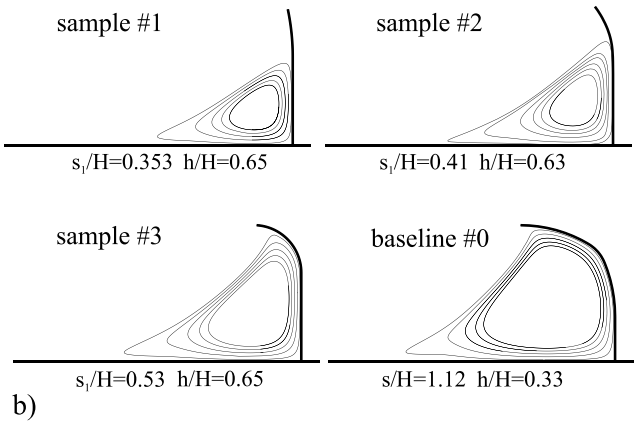 sample #1
sample #2
s₁/H=0.353 h/H=0.65
s₁/H=0.41 h/H=0.63
sample #3
baseline #0
s₁/H=0.53 h/H=0.65
s/H=1.12 h/H=0.33
b)